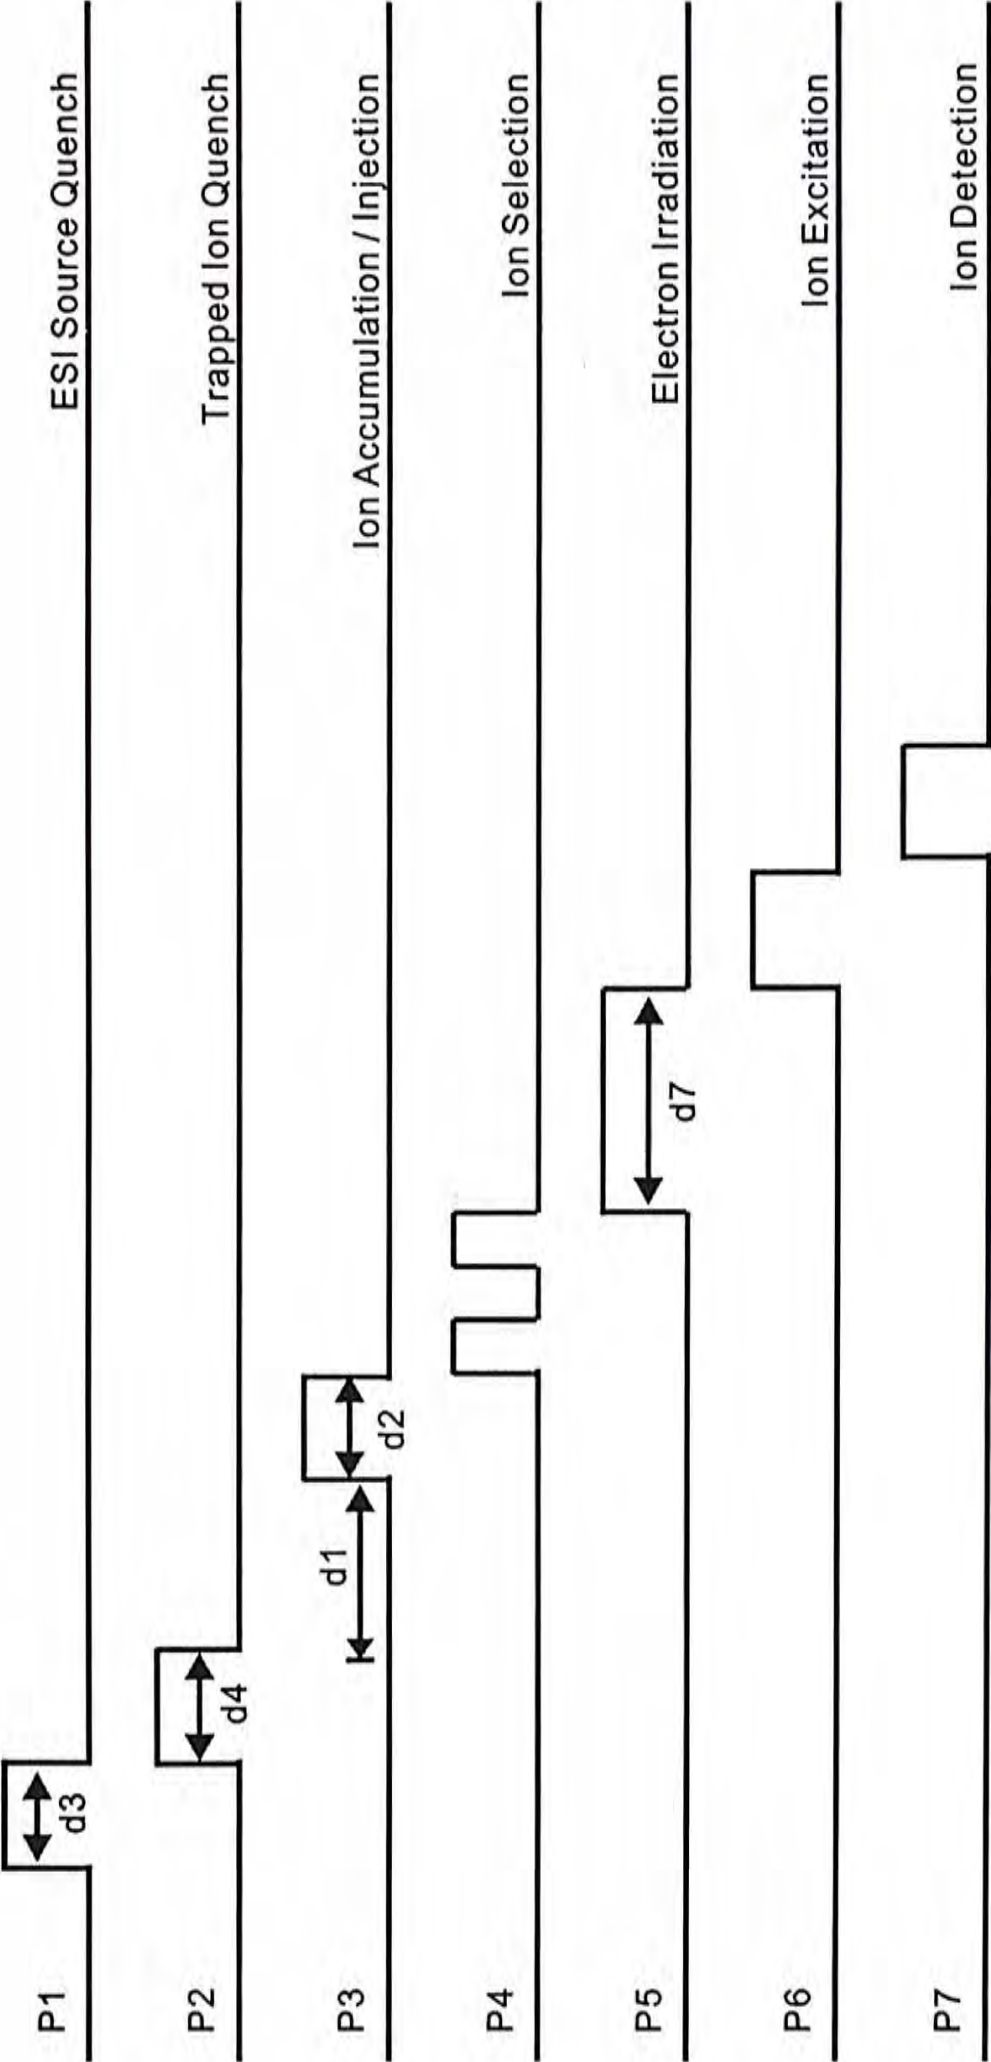 P1 d3 ESI Source Quench
P2 d4 Trapped Ion Quench
P3 d1 d2 Ion Accumulation / Injection
P4 Ion Selection
P5 d7 Electron Irradiation
P6 Ion Excitation
P7 Ion Detection